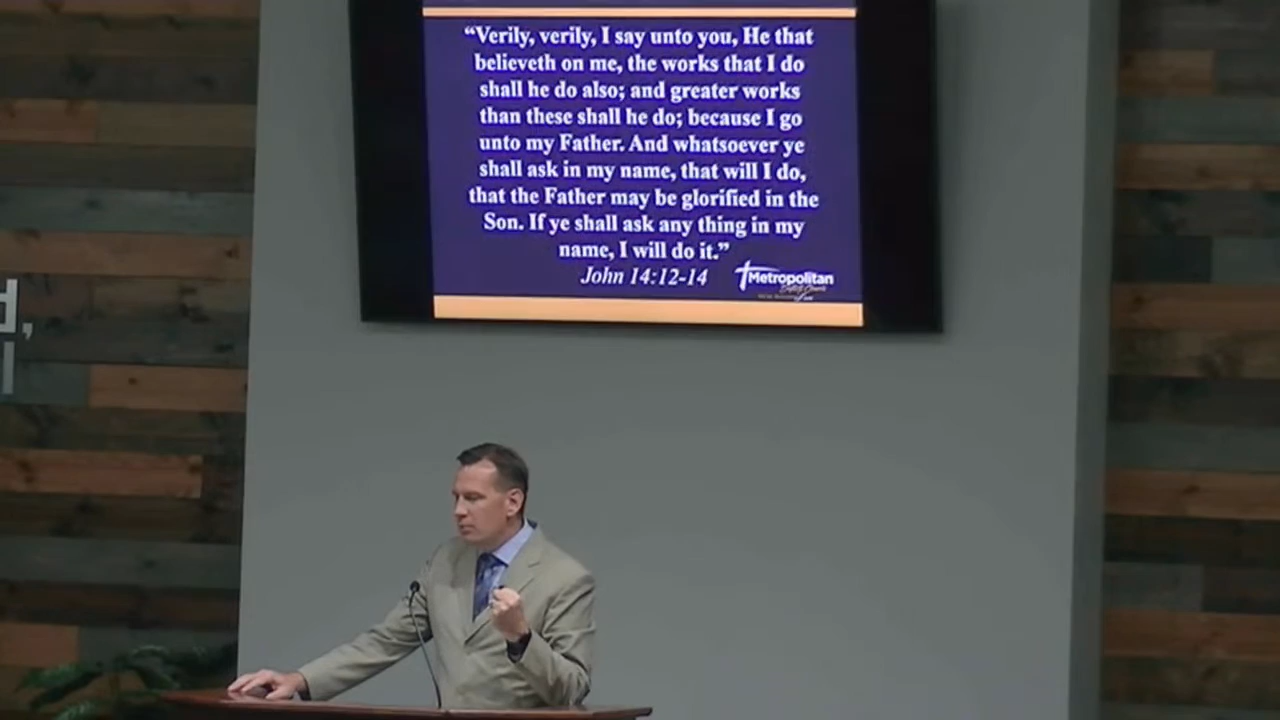 “Verily, verily, I say unto you, He that
believeth on me, the works that I do
shall he do also; and greater works
than these shall he do; because I go
unto my Father. And whatsoever ye
shall ask in my name, that will I do,
that the Father may be glorified in the
Son. If ye shall ask any thing in my
name, I will do it.”
John 14:12-14
Metropolitan